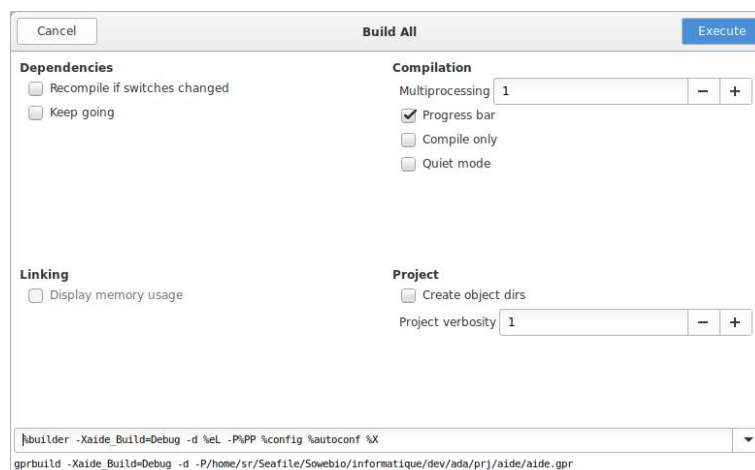 Cancel Build All Execute
Dependencies
Recompile if switches changed
Keep going
Compilation
Multiprocessing 1
Progress bar
Compile only
Quiet mode
Linking
Display memory usage
Project
Create object dirs
Project verbosity 1
%builder -Xaide_Build=Debug -d %eL -P%PP %config %autoconf %X
gprbuild -Xaide_Build=Debug -d -P/home/sr/Seafile/Sowebio/informatique/dev/ada/prj/aide/aide.gpr